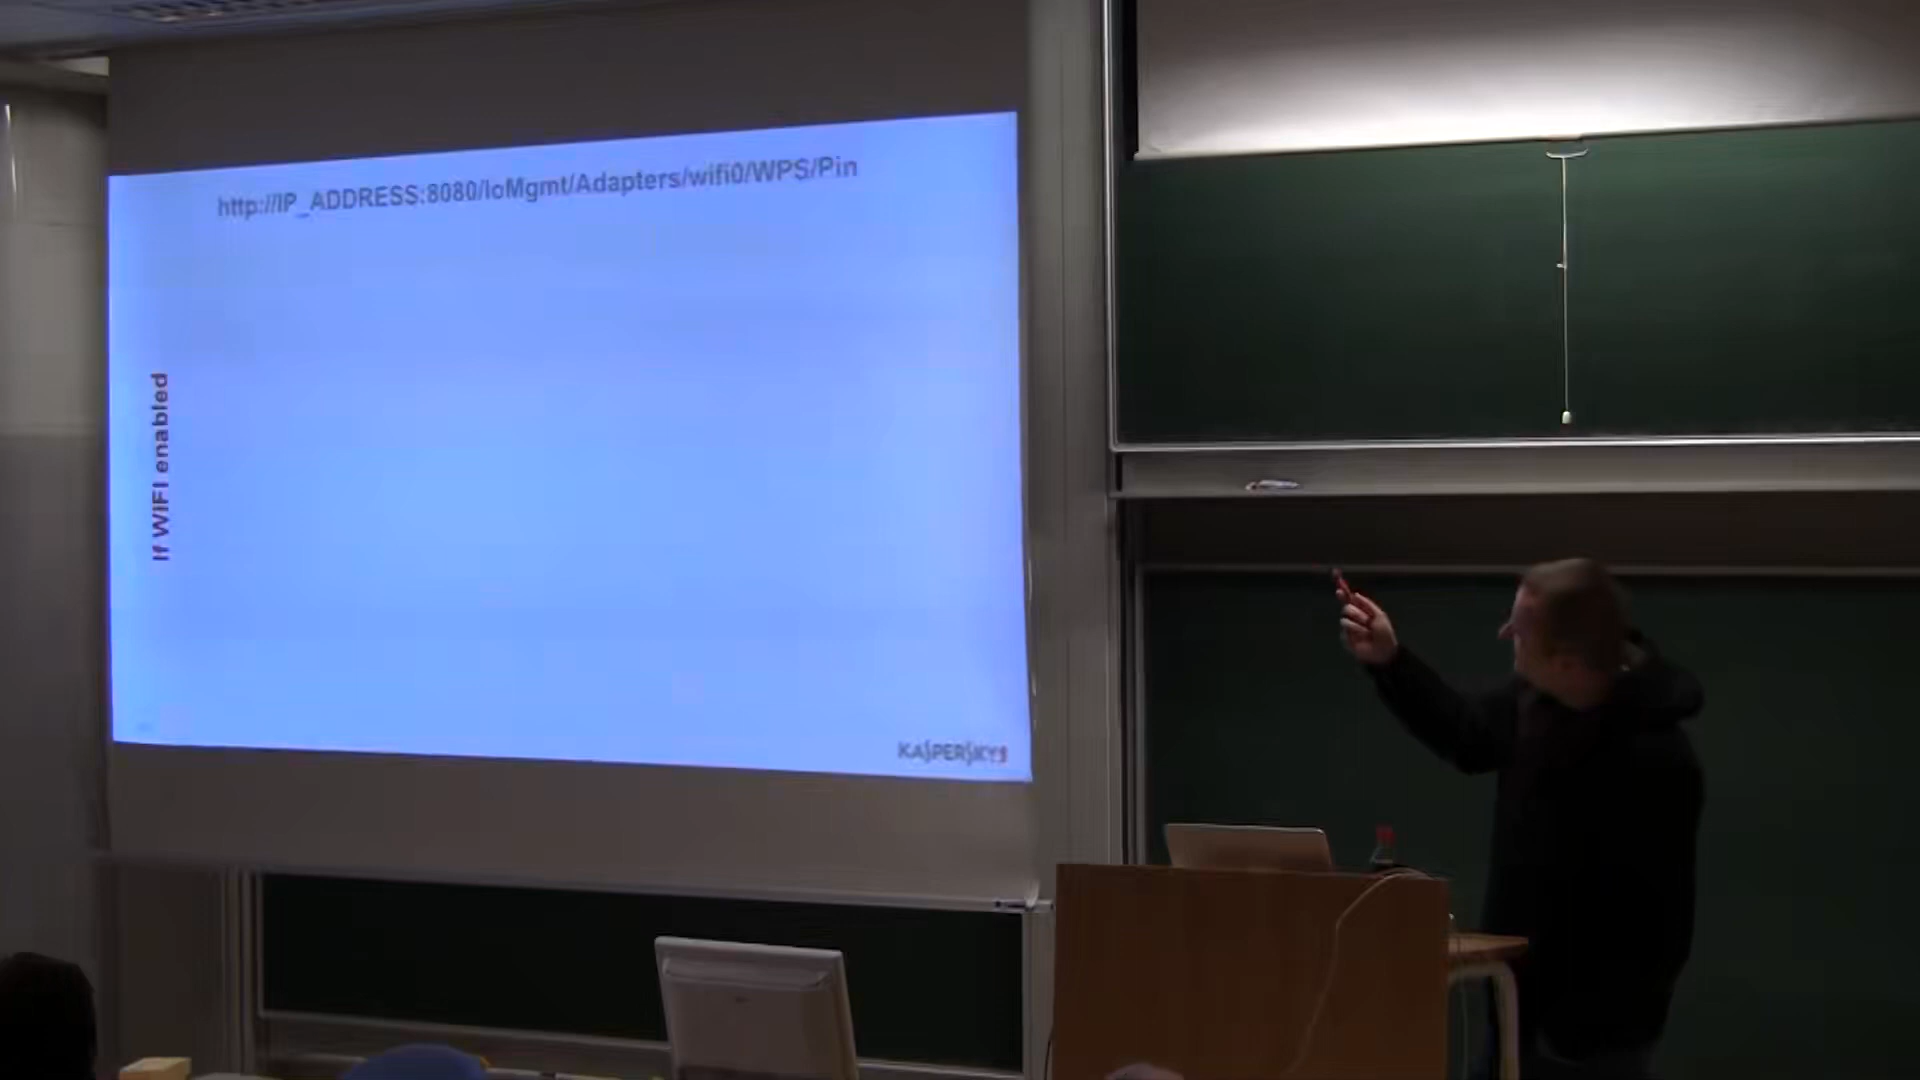 http://IP_ADDRESS:8080/IoMgmt/Adapters/wifi0/WPS/Pin
If WiFI enabled
KASPERSKY